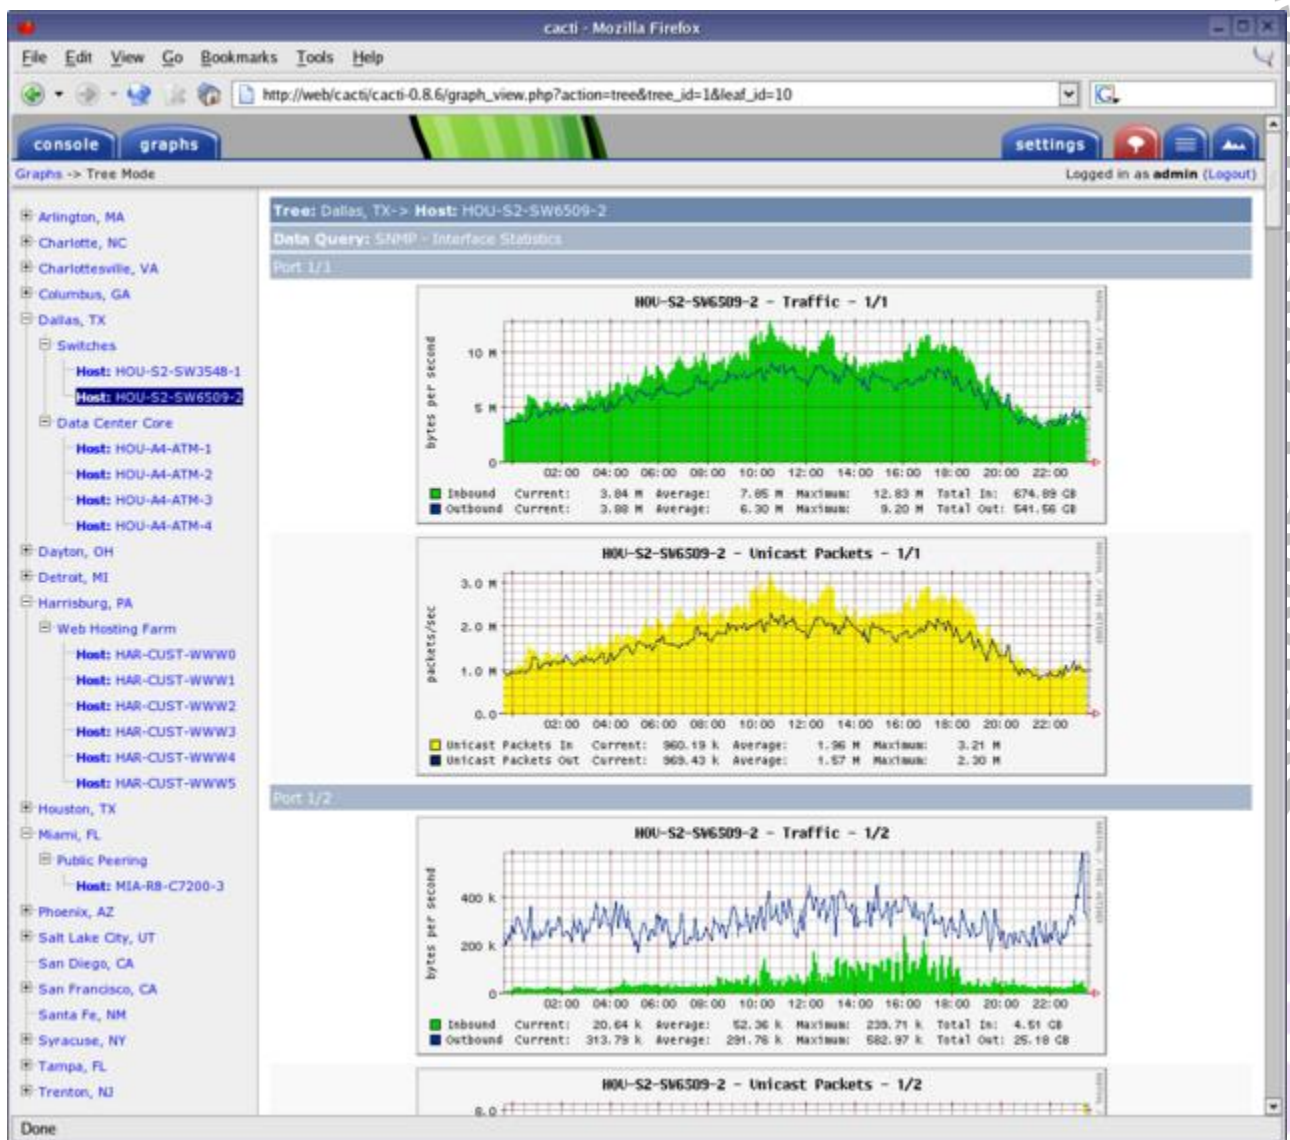 cacti - Mozilla Firefox
File Edit View Go Bookmarks Tools Help
http://web/cacti/cacti-0.8.6/graph_view.php?action=tree&tree_id=1&leaf_id=10
G
console graphs settings
Graphs -> Tree Mode Logged in as admin (Logout)
Arlington, MA
Charlotte, NC
Charlottesville, VA
Columbus, GA
Dallas, TX
Switches
Host: HOU-S2-SW3548-1
Host: HOU-S2-SW6509-2
Data Center Core
Host: HOU-A4-ATM-1
Host: HOU-A4-ATM-2
Host: HOU-A4-ATM-3
Host: HOU-A4-ATM-4
Dayton, OH
Detroit, MI
Harrisburg, PA
Web Hosting Farm
Host: HAR-CUST-WWW0
Host: HAR-CUST-WWW1
Host: HAR-CUST-WWW2
Host: HAR-CUST-WWW3
Host: HAR-CUST-WWW4
Host: HAR-CUST-WWW5
Houston, TX
Miami, FL
Public Peering
Host: MIA-R8-C7200-3
Phoenix, AZ
Salt Lake City, UT
San Diego, CA
San Francisco, CA
Santa Fe, NM
Syracuse, NY
Tampa, FL
Trenton, NJ
Tree: Dallas, TX-> Host: HOU-S2-SW6509-2
Data Query: SNMP - Interface Statistics
Port 1/1
HOU-S2-SW6509-2 - Traffic - 1/1
bytes per second
10 M
5 M
0
02:00 04:00 06:00 08:00 10:00 12:00 14:00 16:00 18:00 20:00 22:00
Inbound Current: 3.84 M Average: 7.85 M Maximum: 12.83 M Total In: 674.89 GB
Outbound Current: 3.88 M Average: 6.30 M Maximum: 9.20 M Total Out: 541.56 GB
HOU-S2-SW6509-2 - Unicast Packets - 1/1
packets/sec
3.0 M
2.0 M
1.0 M
0.0
02:00 04:00 06:00 08:00 10:00 12:00 14:00 16:00 18:00 20:00 22:00
Unicast Packets In Current: 960.19 k Average: 1.96 M Maximum: 3.21 M
Unicast Packets Out Current: 969.43 k Average: 1.57 M Maximum: 2.30 M
Port 1/2
HOU-S2-SW6509-2 - Traffic - 1/2
bytes per second
400 k
200 k
0
02:00 04:00 06:00 08:00 10:00 12:00 14:00 16:00 18:00 20:00 22:00
Inbound Current: 20.64 k Average: 52.36 k Maximum: 239.71 k Total In: 4.51 GB
Outbound Current: 313.79 k Average: 291.76 k Maximum: 582.97 k Total Out: 25.18 GB
HOU-S2-SW6509-2 - Unicast Packets - 1/2
8.0
Done